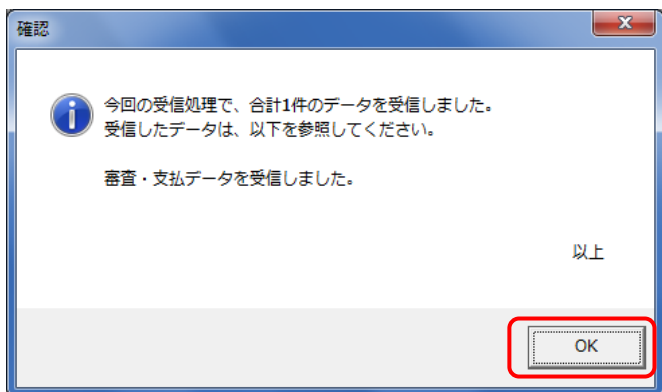 確認
今回の受信処理で、合計1件のデータを受信しました。
受信したデータは、以下を参照してください。
審査・支払データを受信しました。
以上
OK